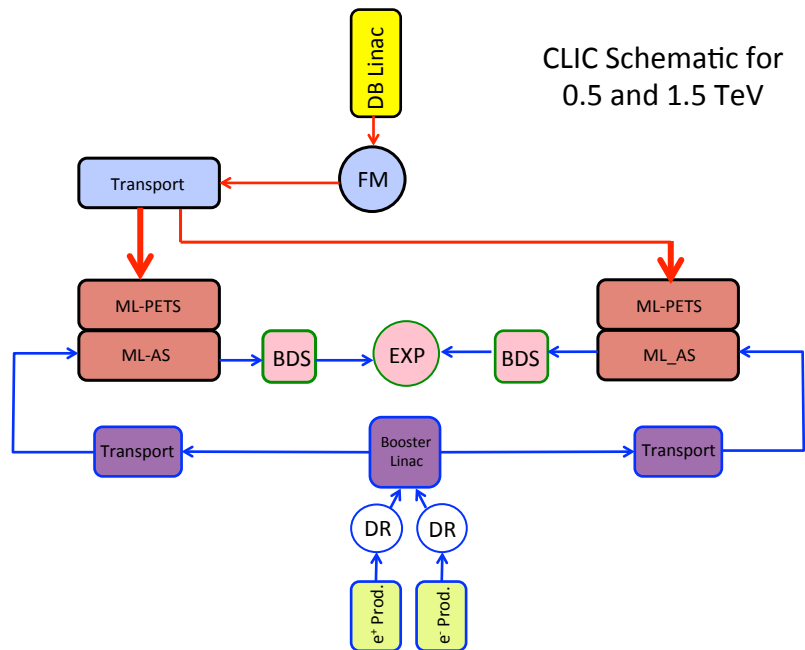 CLIC Schematic for
0.5 and 1.5 TeV
DB Linac
FM
Transport
ML-PETS
ML-AS
BDS
EXP
BDS
ML-PETS
ML_AS
Transport
Booster
Linac
Transport
DR
DR
e⁺ Prod.
e⁻ Prod.